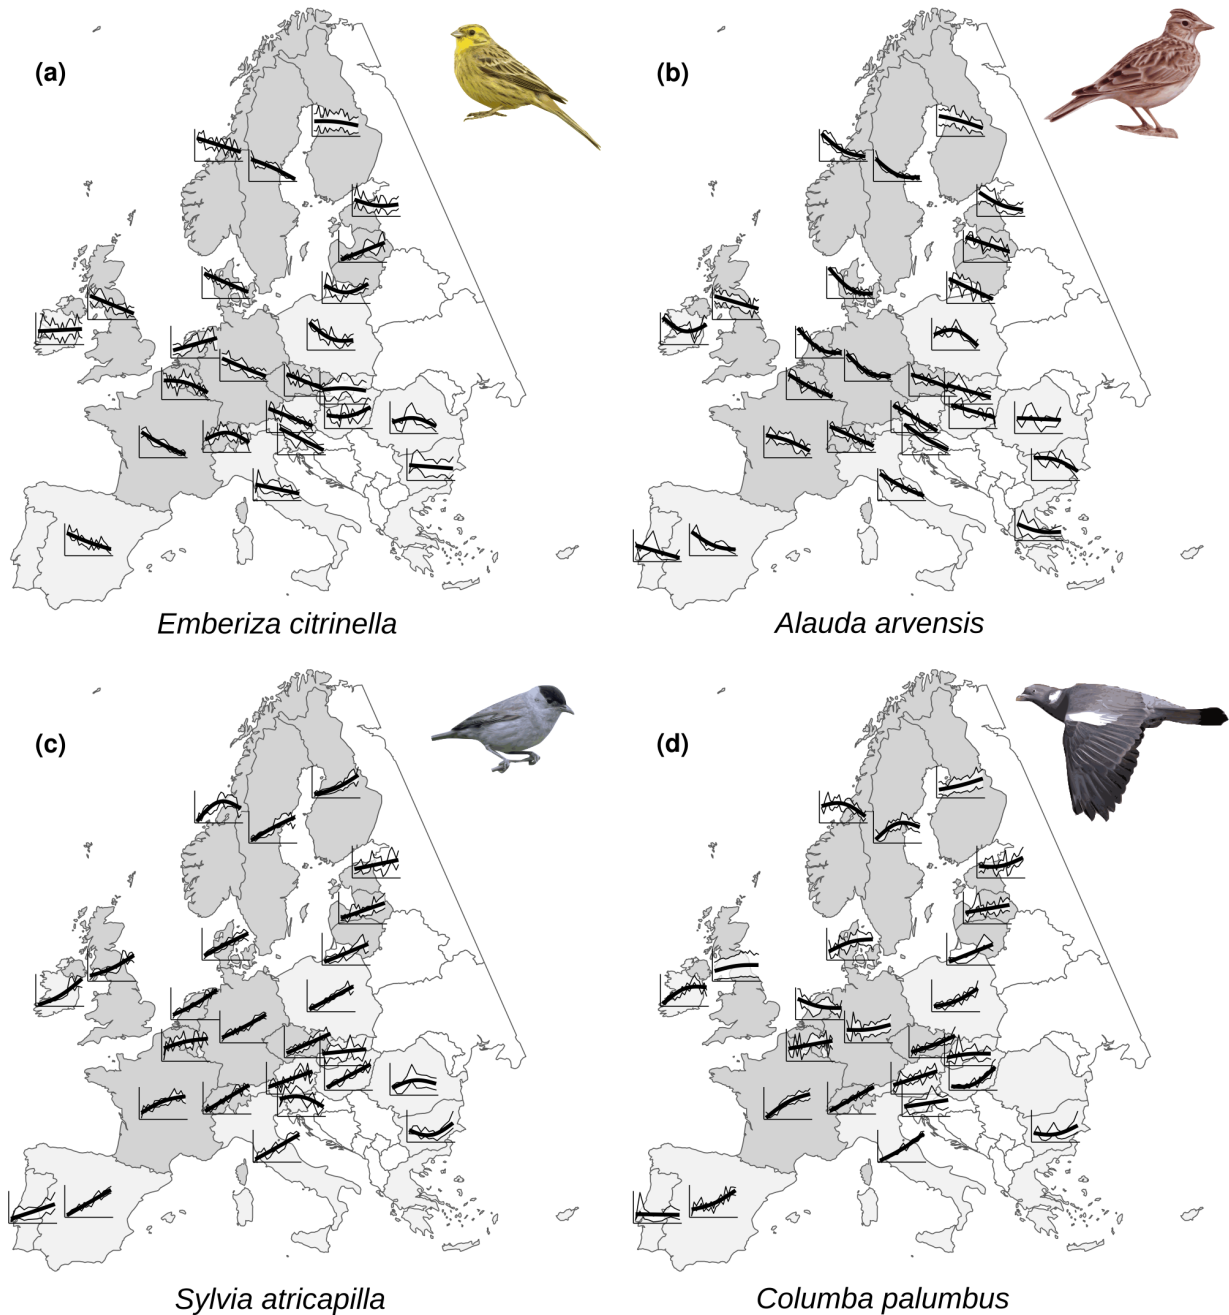 (a)
(b)
Emberiza citrinella
Alauda arvensis
(c)
(d)
Sylvia atricapilla
Columba palumbus